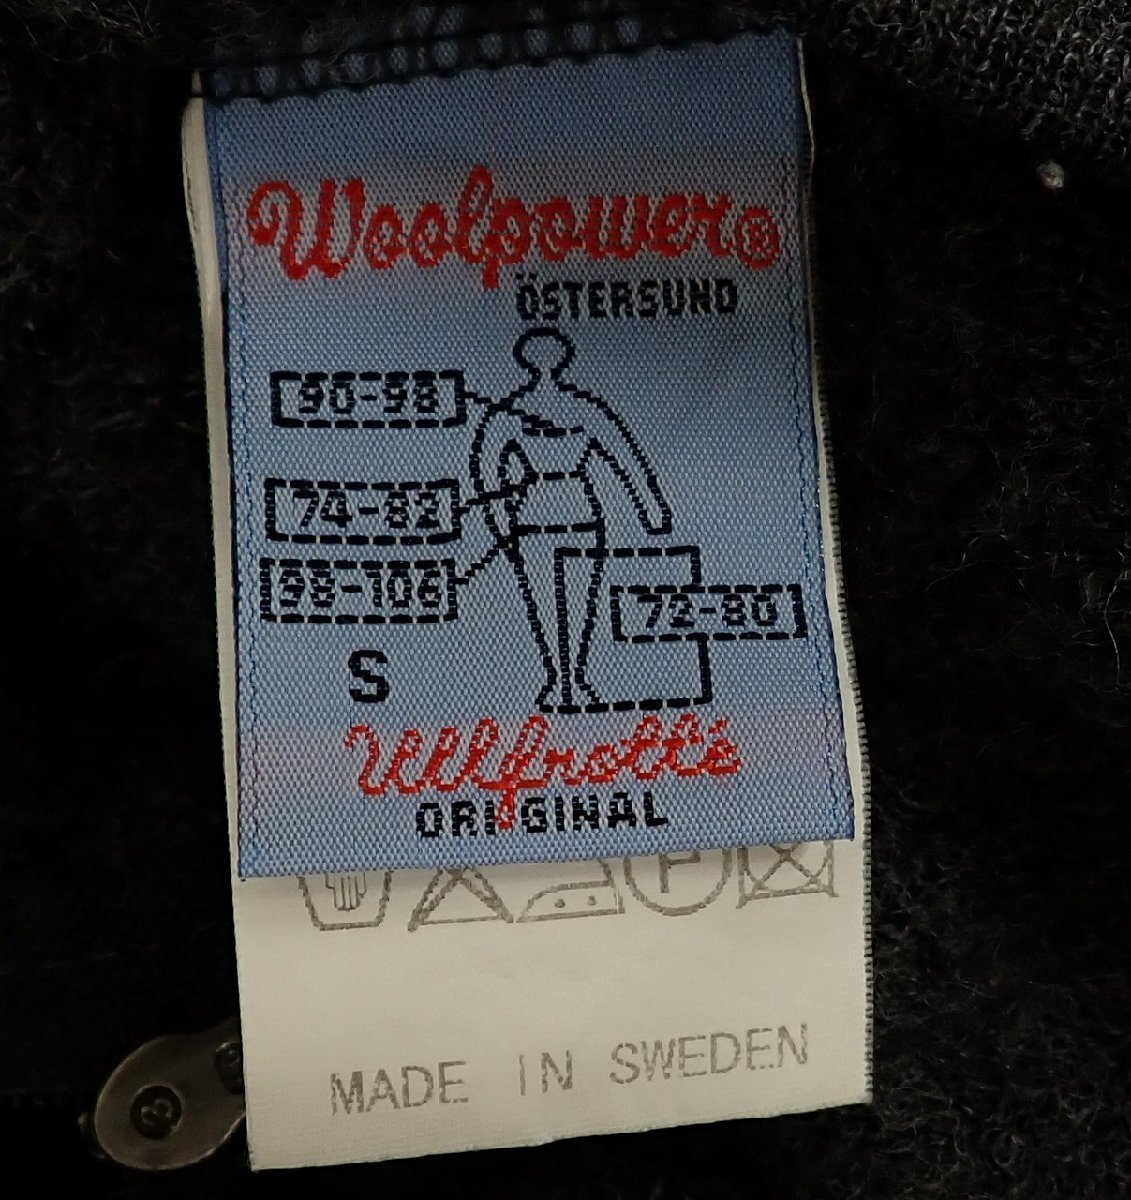 Woolpower®
ÖSTERSUND
90-98
74-82
98-106
72-80
S
Ullfrotté
ORIGINAL
P
MADE IN SWEDEN